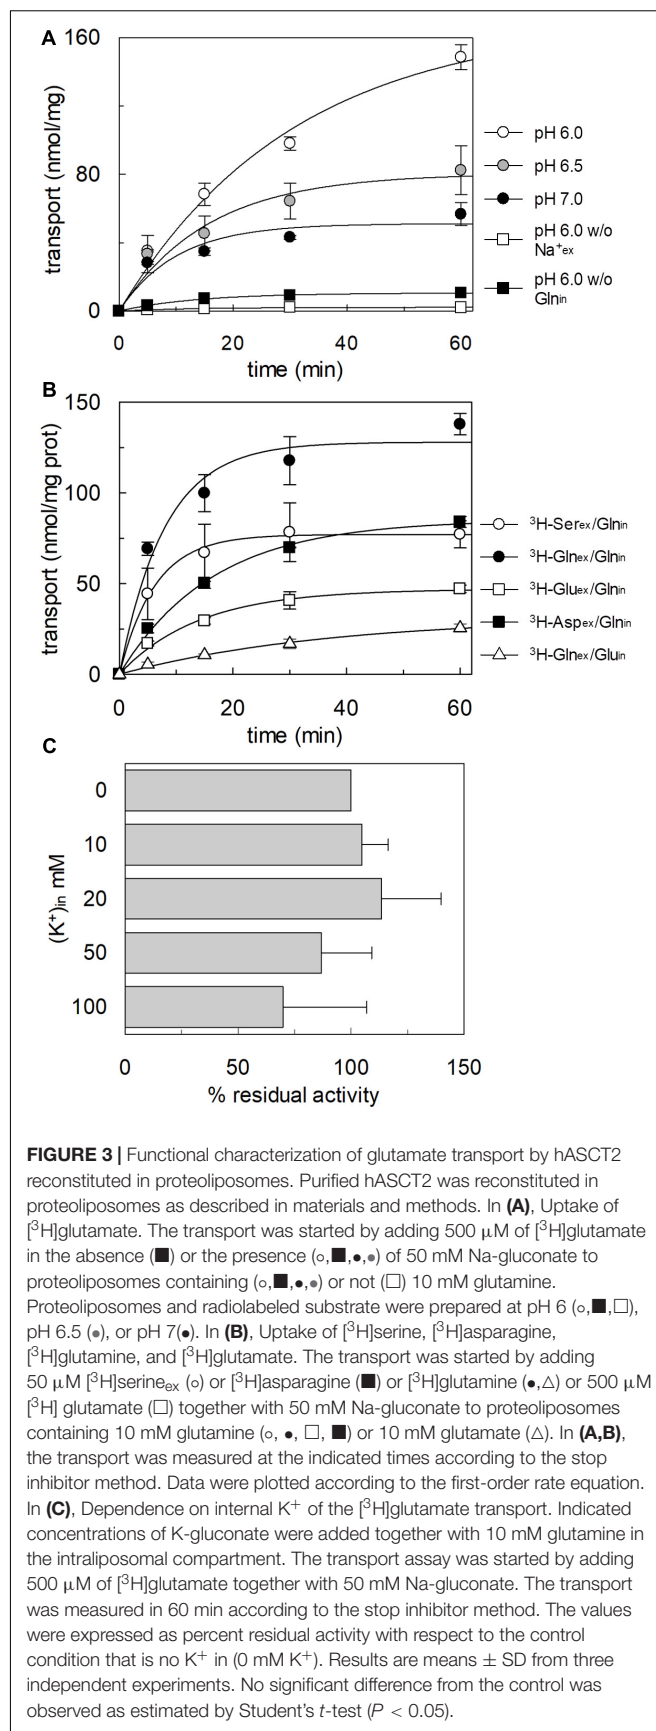 A
160
80
0
transport (nmol/mg)
0 20 40 60
time (min)
pH 6.0
pH 6.5
pH 7.0
pH 6.0 w/o
Na⁺ex
pH 6.0 w/o
Glnin
B
150
100
50
0
transport (nmol/mg prot)
0 20 40 60
time (min)
³H-Serex/Glnin
³H-Glnex/Glnin
³H-Gluex/Glnin
³H-Aspex/Glnin
³H-Glnex/Gluin
C
0
10
20
50
100
(K⁺)in mM
0 50 100 150
% residual activity
FIGURE 3 | Functional characterization of glutamate transport by hASCT2
reconstituted in proteoliposomes. Purified hASCT2 was reconstituted in
proteoliposomes as described in materials and methods. In (A), Uptake of
[³H]glutamate. The transport was started by adding 500 μM of [³H]glutamate
in the absence (■) or the presence (○,■,●,●) of 50 mM Na-gluconate to
proteoliposomes containing (○,■,●,●) or not (□) 10 mM glutamine.
Proteoliposomes and radiolabeled substrate were prepared at pH 6 (○,■,□),
pH 6.5 (●), or pH 7(●). In (B), Uptake of [³H]serine, [³H]asparagine,
[³H]glutamine, and [³H]glutamate. The transport was started by adding
50 μM [³H]serineex (○) or [³H]asparagine (■) or [³H]glutamine (●,△) or 500 μM
[³H] glutamate (□) together with 50 mM Na-gluconate to proteoliposomes
containing 10 mM glutamine (○, ●, □, ■) or 10 mM glutamate (△). In (A,B),
the transport was measured at the indicated times according to the stop
inhibitor method. Data were plotted according to the first-order rate equation.
In (C), Dependence on internal K⁺ of the [³H]glutamate transport. Indicated
concentrations of K-gluconate were added together with 10 mM glutamine in
the intraliposomal compartment. The transport assay was started by adding
500 μM of [³H]glutamate together with 50 mM Na-gluconate. The transport
was measured in 60 min according to the stop inhibitor method. The values
were expressed as percent residual activity with respect to the control
condition that is no K⁺ in (0 mM K⁺). Results are means ± SD from three
independent experiments. No significant difference from the control was
observed as estimated by Student's t-test (P < 0.05).